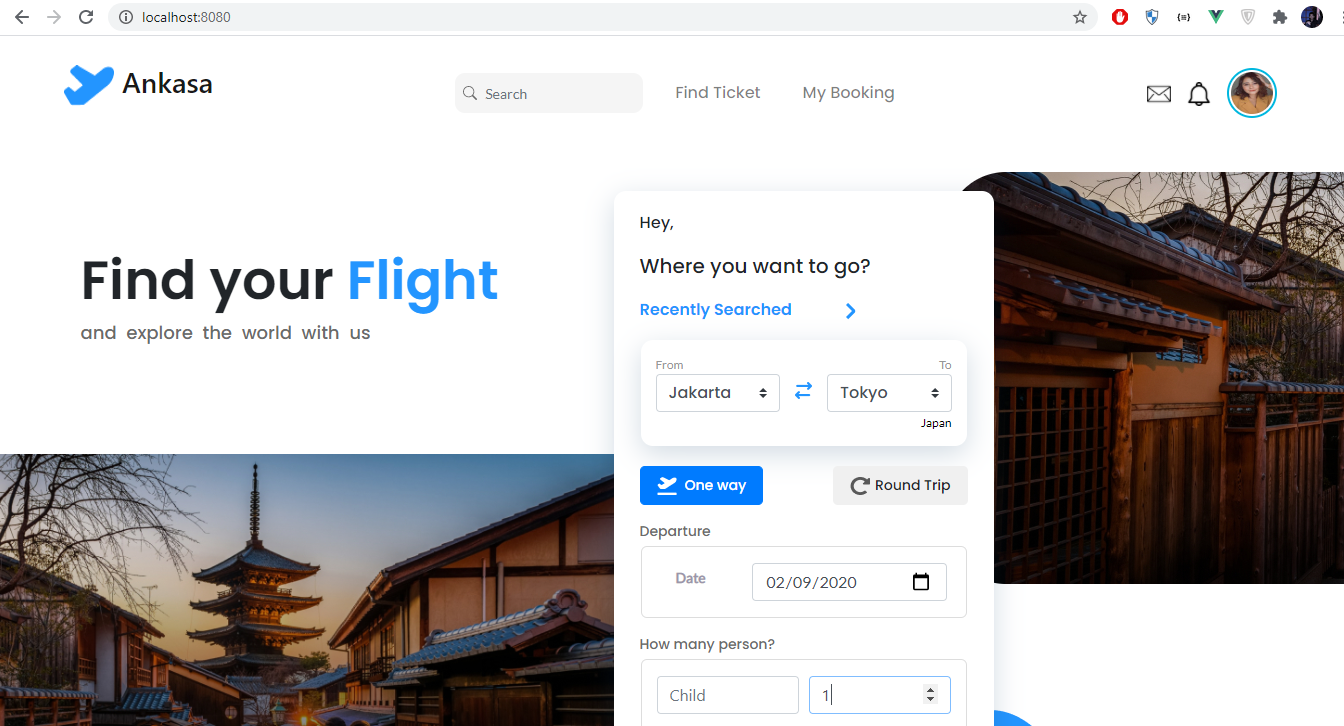 localhost:8080
Ankasa
Search
Find Ticket
My Booking
Find your Flight
and explore the world with us
Hey,
Where you want to go?
Recently Searched
From
To
Jakarta
Tokyo
Japan
One way
Round Trip
Departure
Date
02/09/2020
How many person?
Child
1